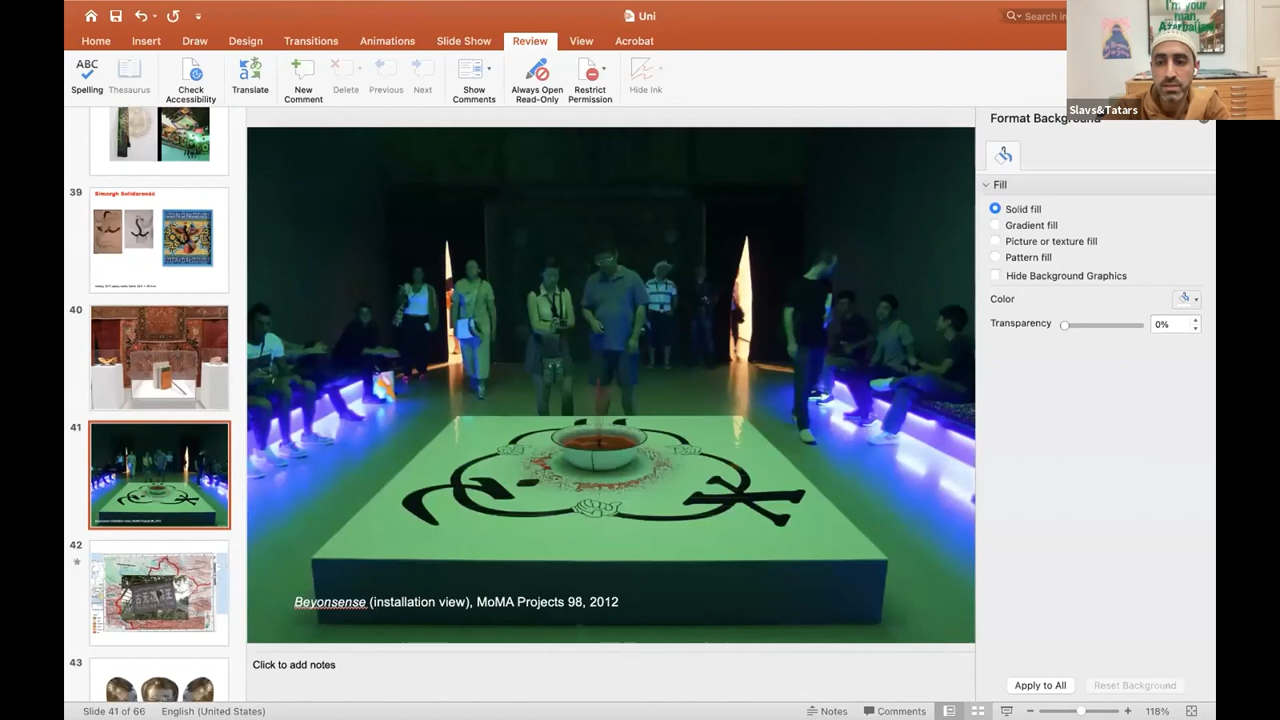 Uni
Search in
Home Insert Draw Design Transitions Animations Slide Show Review View Acrobat
ABC
Spelling
Thesaurus
Check
Accessibility
Translate
New
Comment
Delete
Previous
Next
Show
Comments
Always Open
Read-Only
Restrict
Permission
Hide Ink
I'm your
man,
Azerbaijan
Slavs&Tatars
Format Background
Fill
Solid fill
Gradient fill
Picture or texture fill
Pattern fill
Hide Background Graphics
Color
Transparency 0%
39
Simorgh Solidarność
40
41
42
43
Beyonsense (installation view), MoMA Projects 98, 2012
Click to add notes
Apply to All Reset Background
Slide 41 of 66 English (United States) Notes Comments 118%